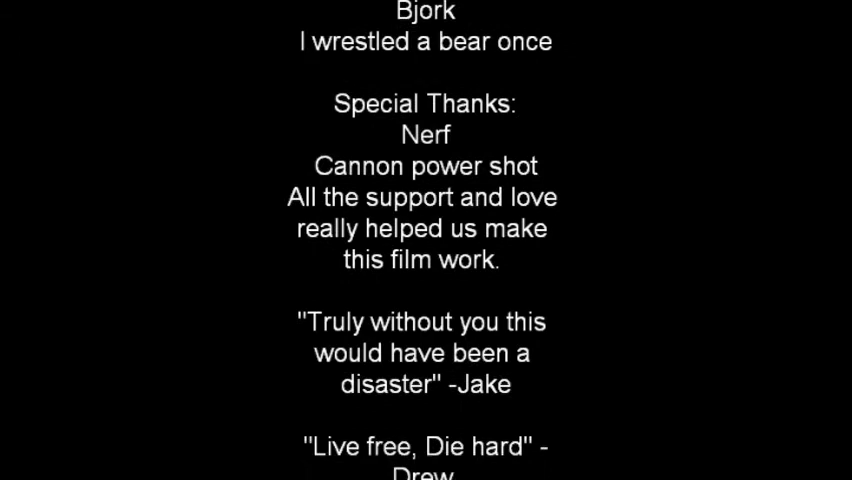 Bjork
I wrestled a bear once
Special Thanks:
Nerf
Cannon power shot
All the support and love
really helped us make
this film work.
"Truly without you this
would have been a
disaster" -Jake
"Live free, Die hard" -
Drew